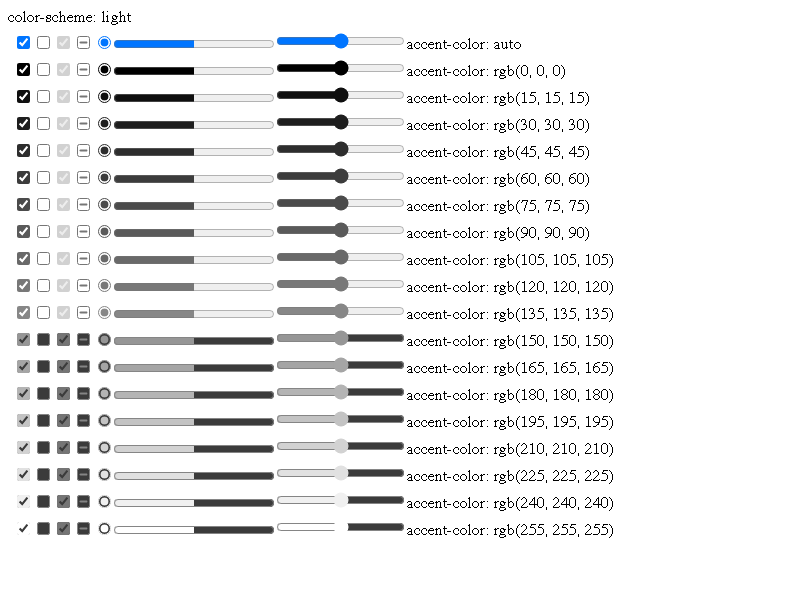 color-scheme: light
accent-color: auto
accent-color: rgb(0, 0, 0)
accent-color: rgb(15, 15, 15)
accent-color: rgb(30, 30, 30)
accent-color: rgb(45, 45, 45)
accent-color: rgb(60, 60, 60)
accent-color: rgb(75, 75, 75)
accent-color: rgb(90, 90, 90)
accent-color: rgb(105, 105, 105)
accent-color: rgb(120, 120, 120)
accent-color: rgb(135, 135, 135)
accent-color: rgb(150, 150, 150)
accent-color: rgb(165, 165, 165)
accent-color: rgb(180, 180, 180)
accent-color: rgb(195, 195, 195)
accent-color: rgb(210, 210, 210)
accent-color: rgb(225, 225, 225)
accent-color: rgb(240, 240, 240)
accent-color: rgb(255, 255, 255)